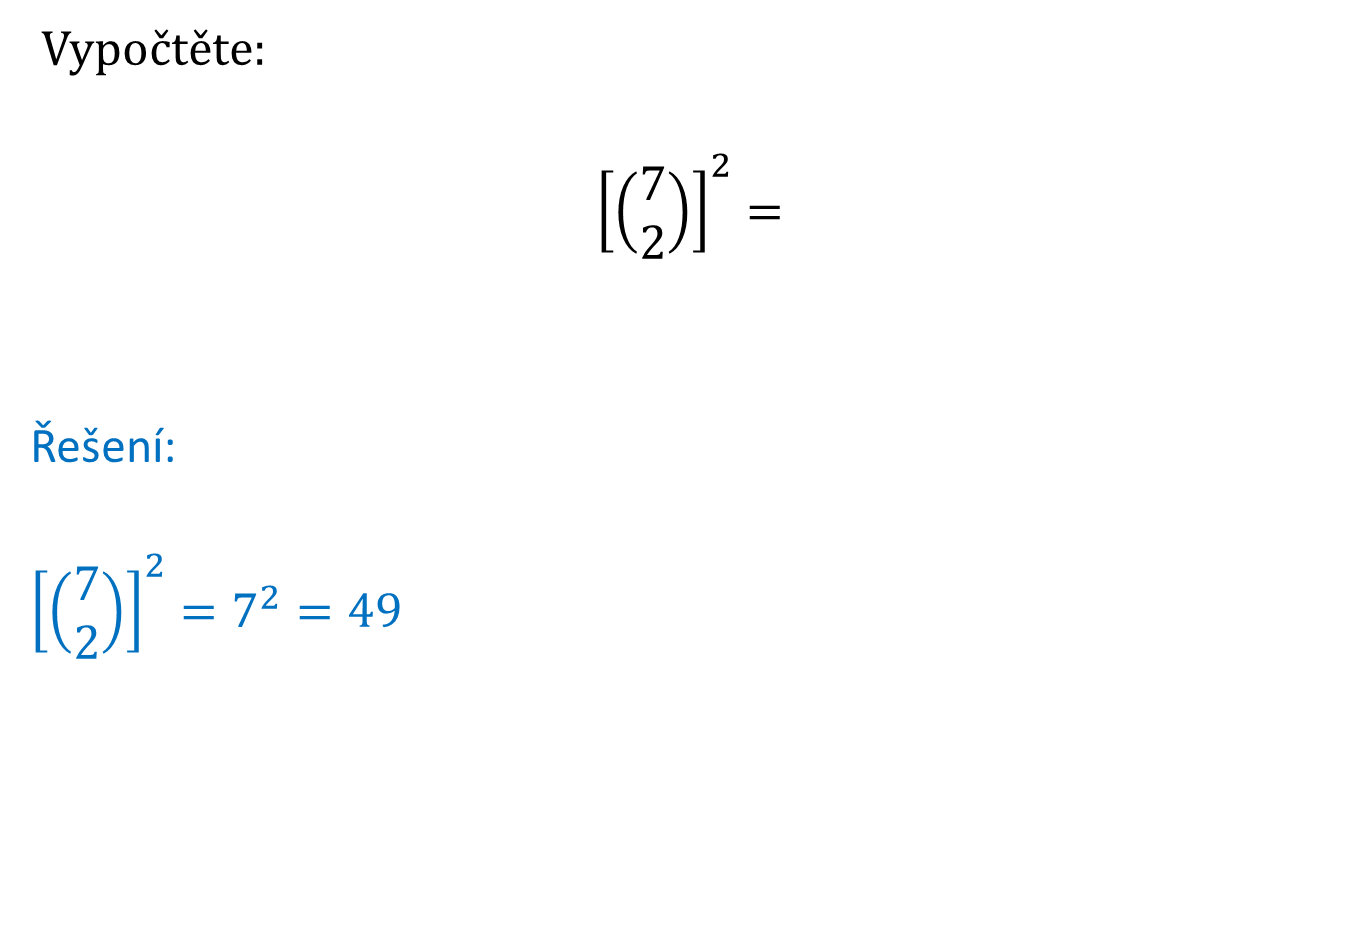 Vypočtěte:
[(7 2)]² =
Řešení:
[(7 2)]² = 7² = 49